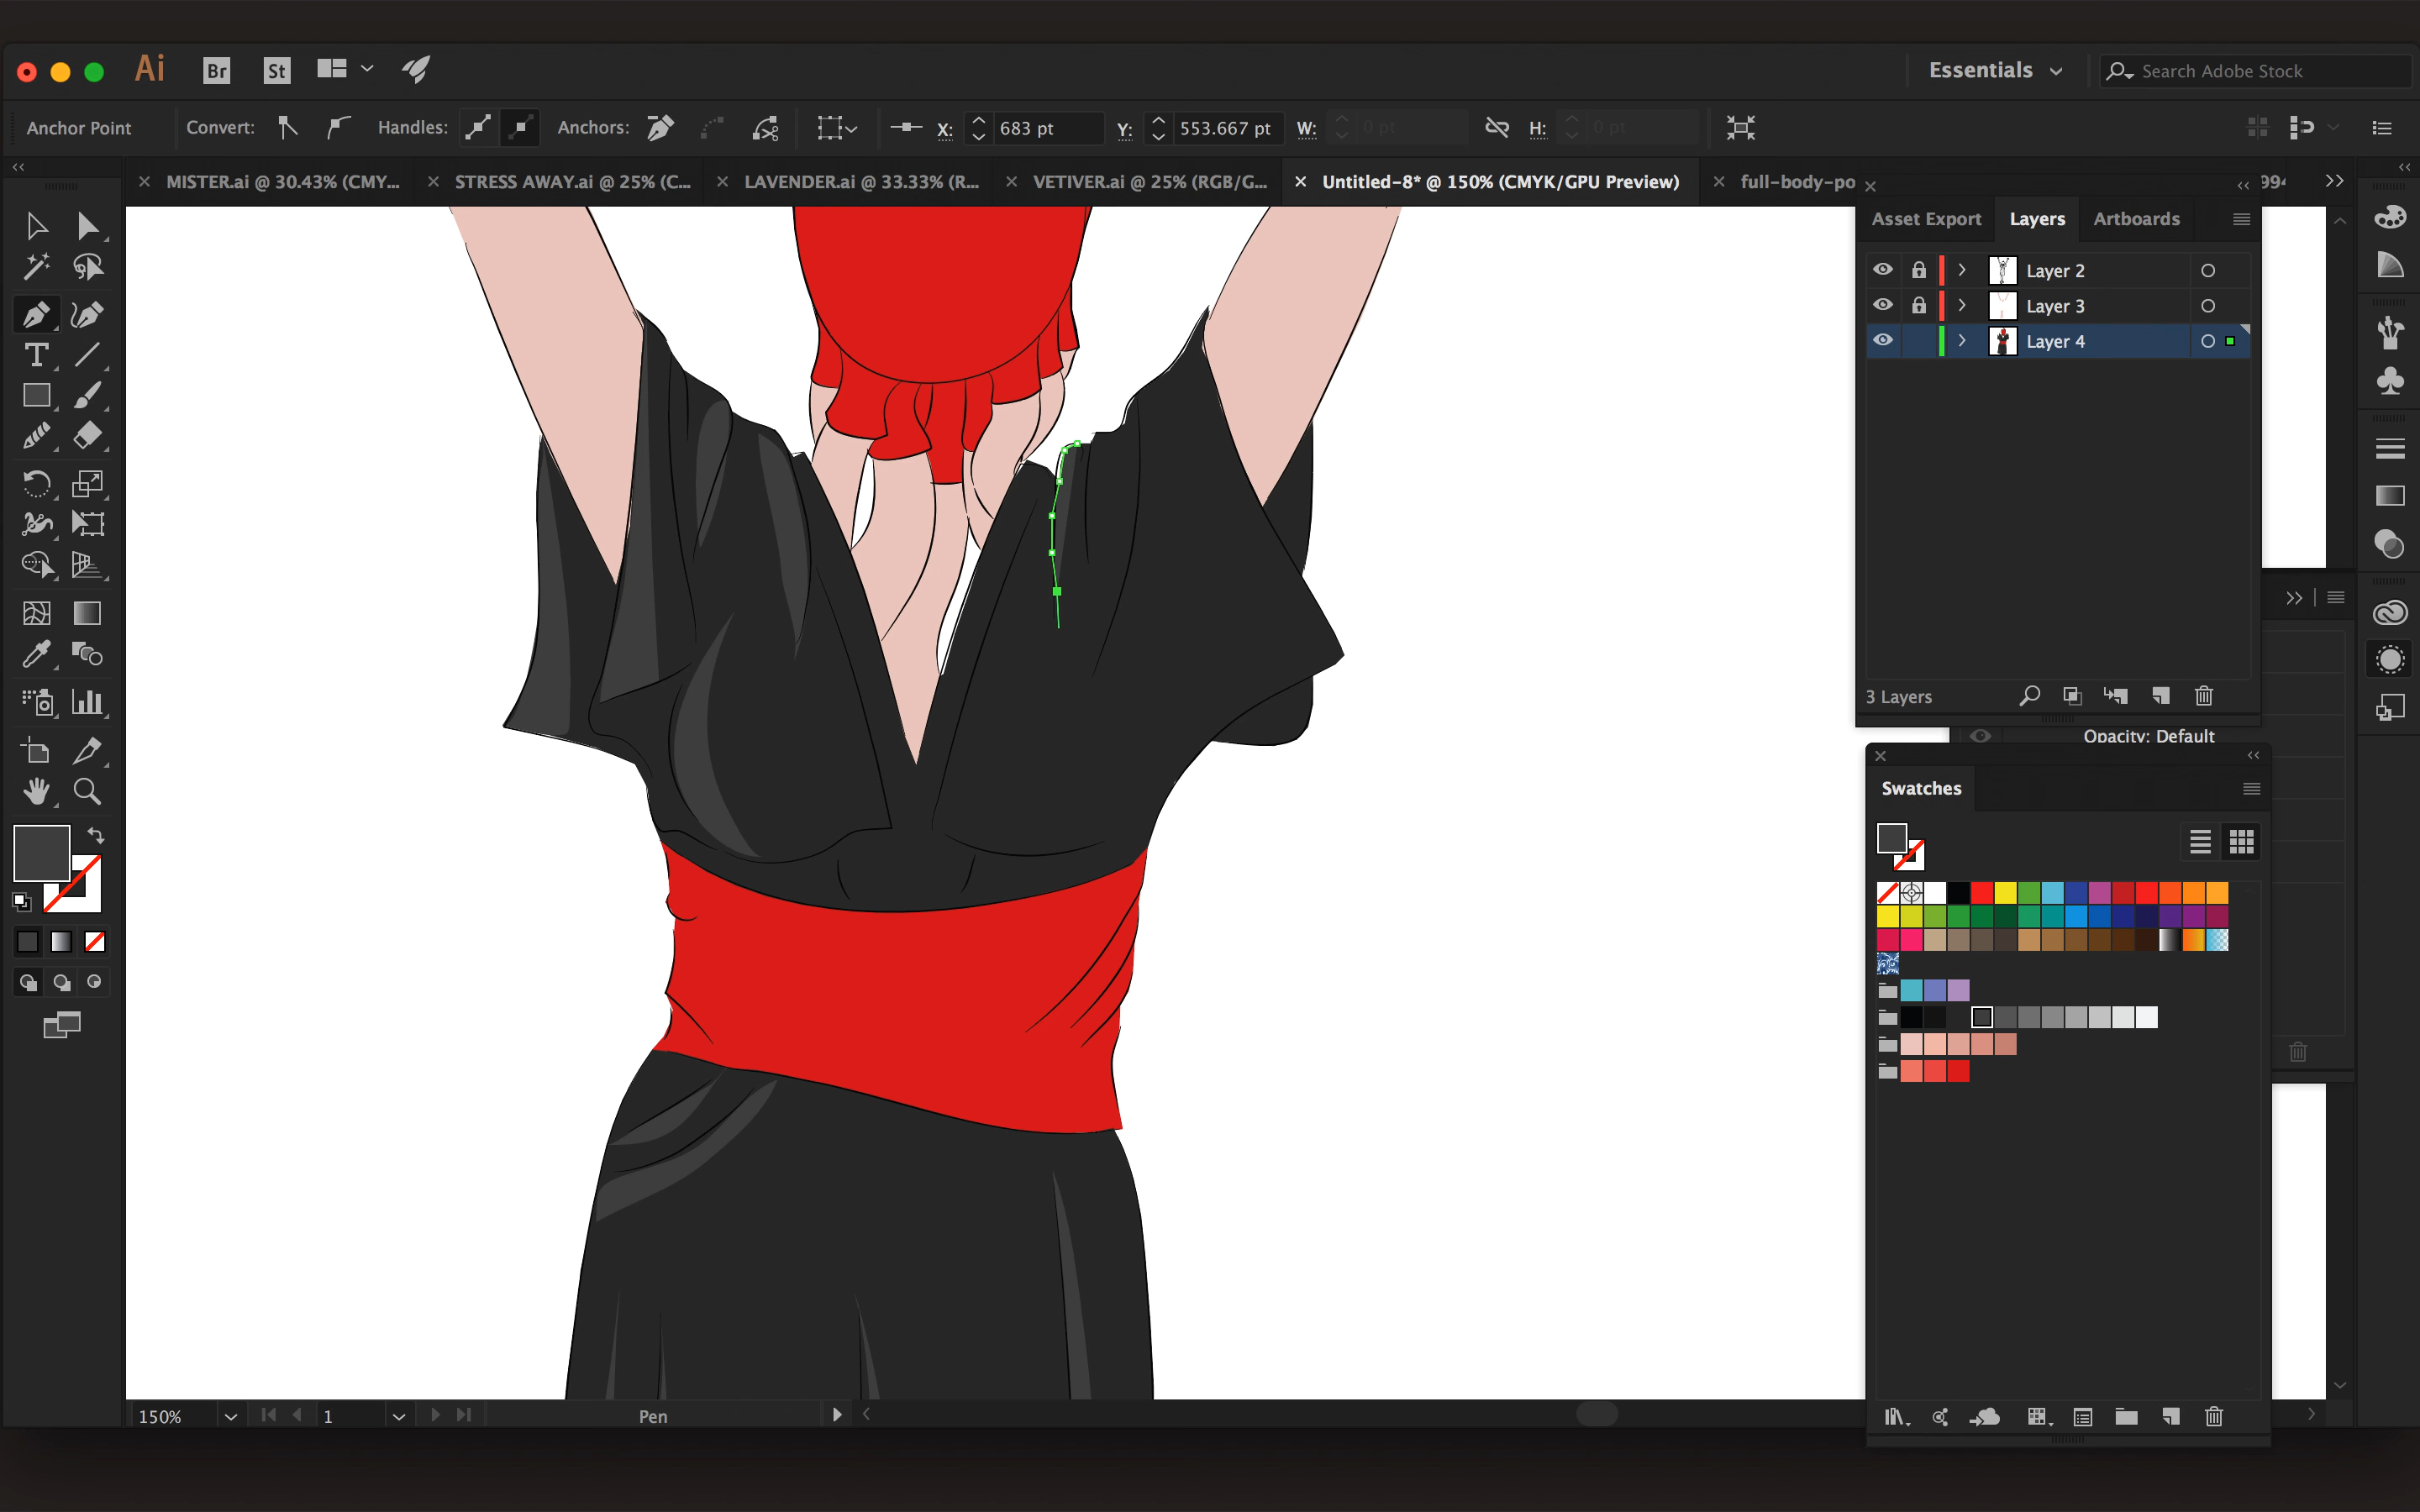 Ai Br St Essentials Search Adobe Stock
Anchor Point Convert: Handles: Anchors: X: 683 pt Y: 553.667 pt W: 0 pt H: 0 pt
MISTER.ai @ 30.43% (CMY... STRESS AWAY.ai @ 25% (C... LAVENDER.ai @ 33.33% (R... VETIVER.ai @ 25% (RGB/G... Untitled-8* @ 150% (CMYK/GPU Preview) full-body-po
Asset Export Layers Artboards
Layer 2
Layer 3
Layer 4
3 Layers
Opacity: Default
Swatches
150% 1 Pen